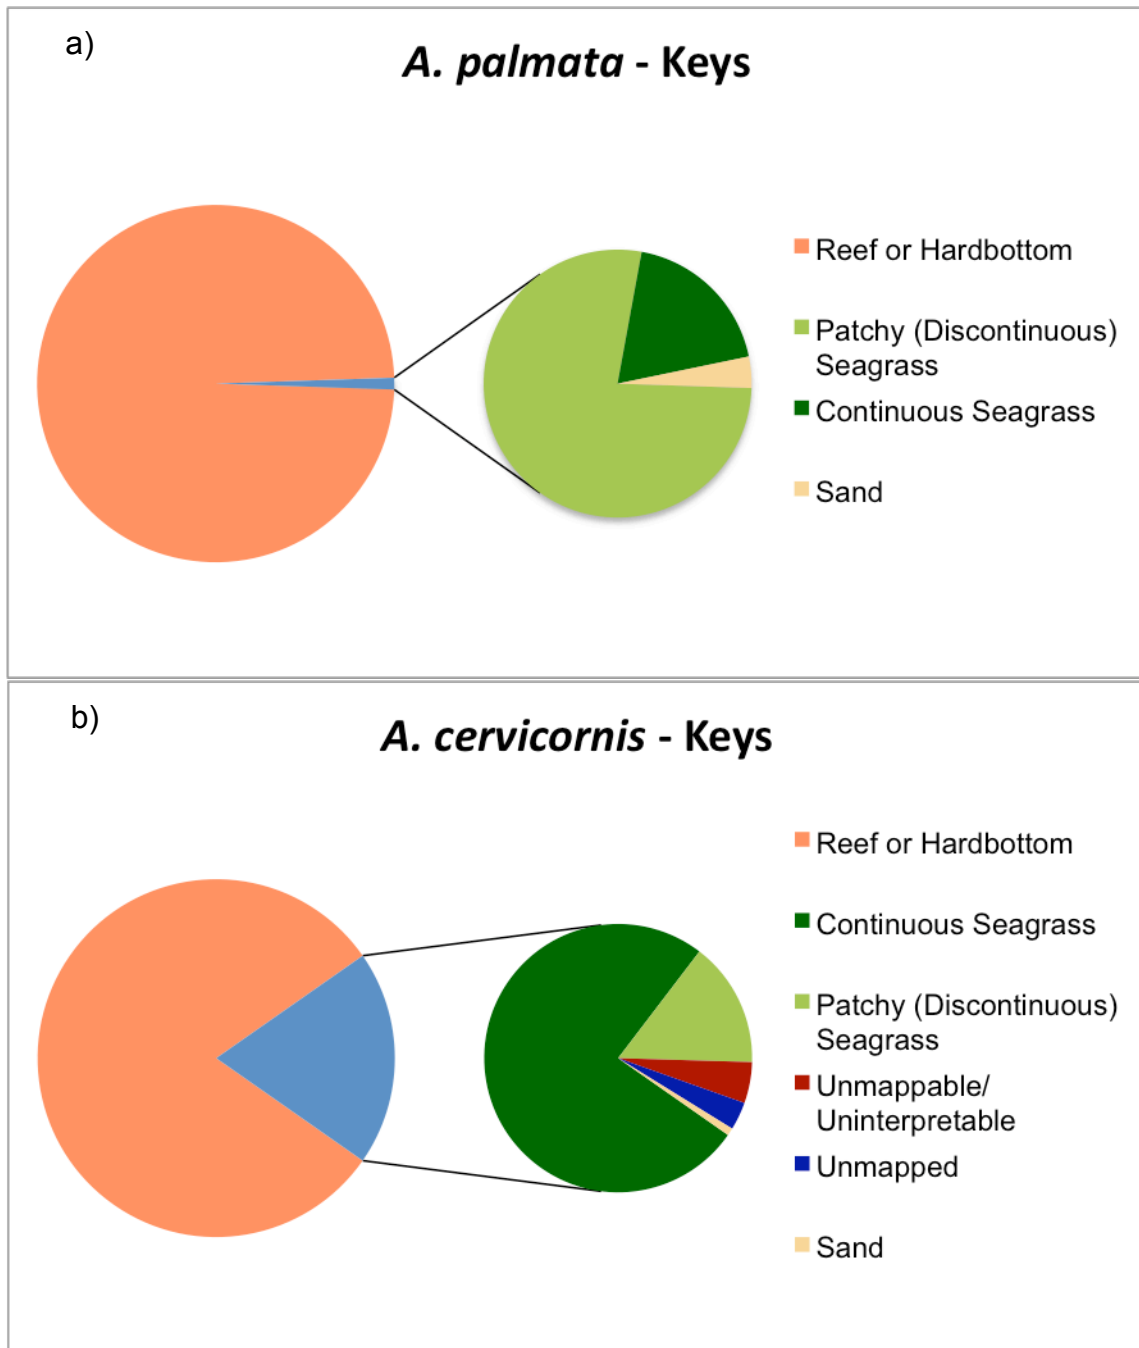 a)
A. palmata - Keys
Reef or Hardbottom
Patchy (Discontinuous)
Seagrass
Continuous Seagrass
Sand
b)
A. cervicornis - Keys
Reef or Hardbottom
Continuous Seagrass
Patchy (Discontinuous)
Seagrass
Unmappable/
Uninterpretable
Unmapped
Sand